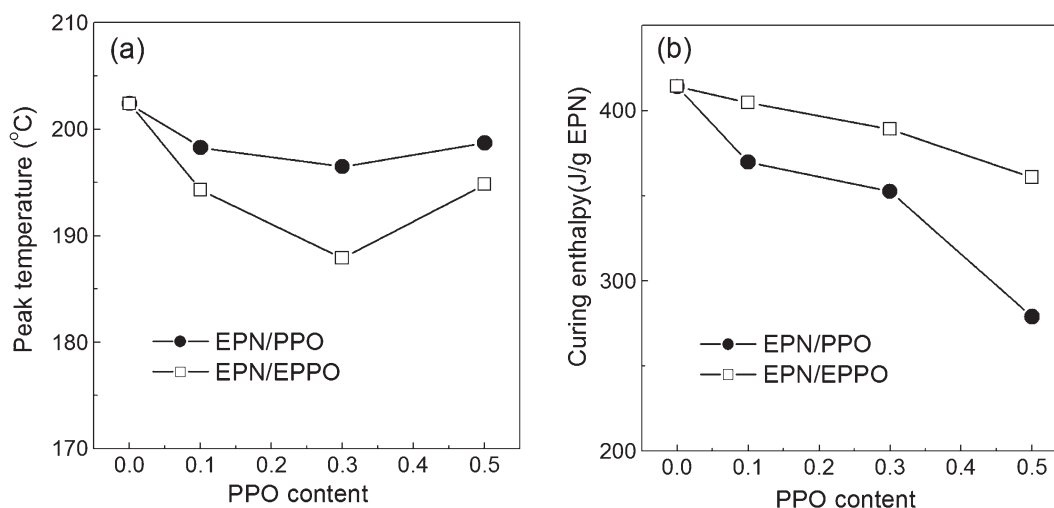 (a)
Peak temperature (°C)
210
200
190
180
170
EPN/PPO
EPN/EPPO
0.0 0.1 0.2 0.3 0.4 0.5
PPO content
(b)
Curing enthalpy(J/g EPN)
400
300
200
EPN/PPO
EPN/EPPO
0.0 0.1 0.2 0.3 0.4 0.5
PPO content